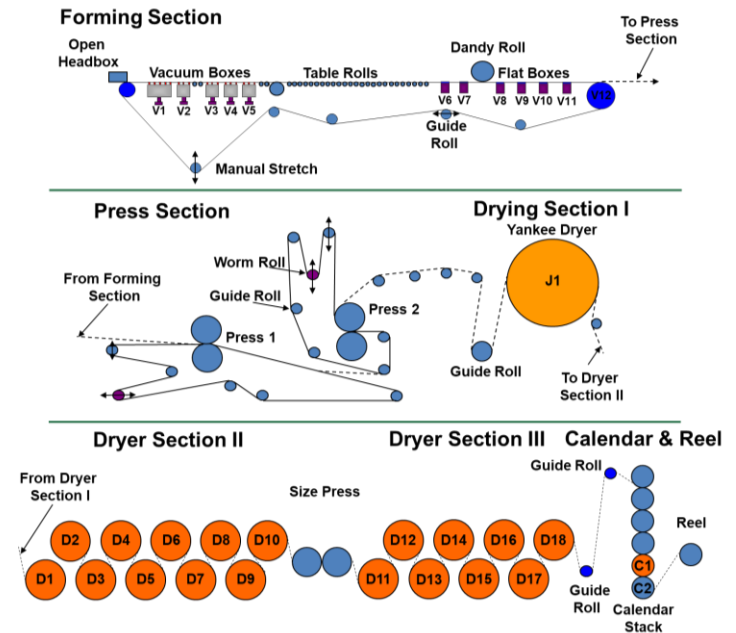 Forming Section
To Press
Section
Open
Headbox
Dandy Roll
Vacuum Boxes
Table Rolls
Flat Boxes
V1
V2
V3
V4
V5
V6
V7
V8
V9
V10
V11
V12
Guide
Roll
Manual Stretch
Press Section
Drying Section I
Yankee Dryer
Worm Roll
From Forming
Section
Guide Roll
J1
Press 1
Press 2
Guide Roll
To Dryer
Section II
Dryer Section II
Dryer Section III
Calendar & Reel
Guide Roll
From Dryer
Section I
Size Press
Reel
D2
D4
D6
D8
D10
D12
D14
D16
D18
D1
D3
D5
D7
D9
D11
D13
D15
D17
C1
C2
Guide
Roll
Calendar
Stack